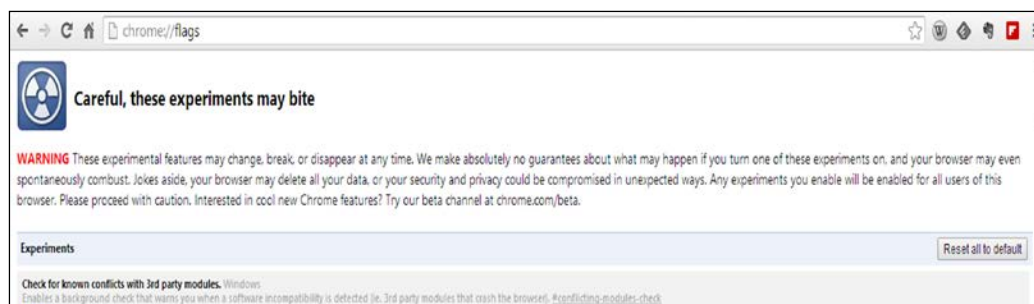 chrome://flags
Careful, these experiments may bite
WARNING These experimental features may change, break, or disappear at any time. We make absolutely no guarantees about what may happen if you turn one of these experiments on, and your browser may even
spontaneously combust. Jokes aside, your browser may delete all your data, or your security and privacy could be compromised in unexpected ways. Any experiments you enable will be enabled for all users of this
browser. Please proceed with caution. Interested in cool new Chrome features? Try our beta channel at chrome.com/beta.
Experiments
Reset all to default
Check for known conflicts with 3rd party modules. Windows
Enables a background check that warns you when a software incompatibility is detected (ie. 3rd party modules that crash the browser). #conflicting-modules-check